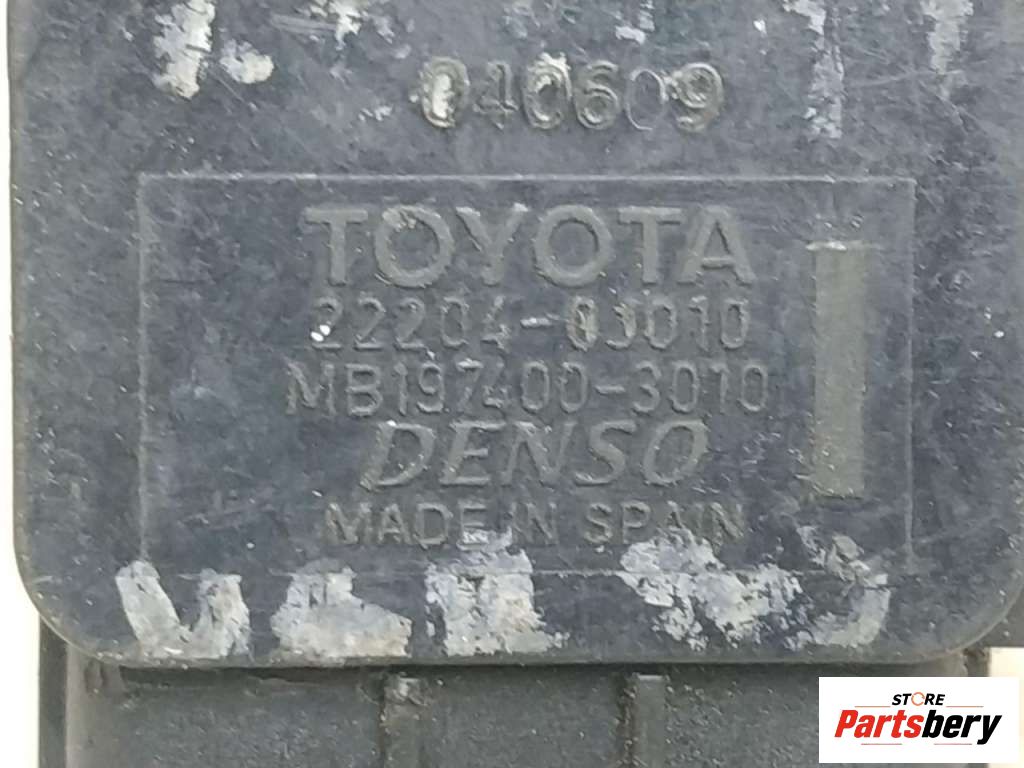 040609
TOYOTA
22204-0J010
MB197400-3010
DENSO
MADE IN SPAIN
STORE
Partsbery